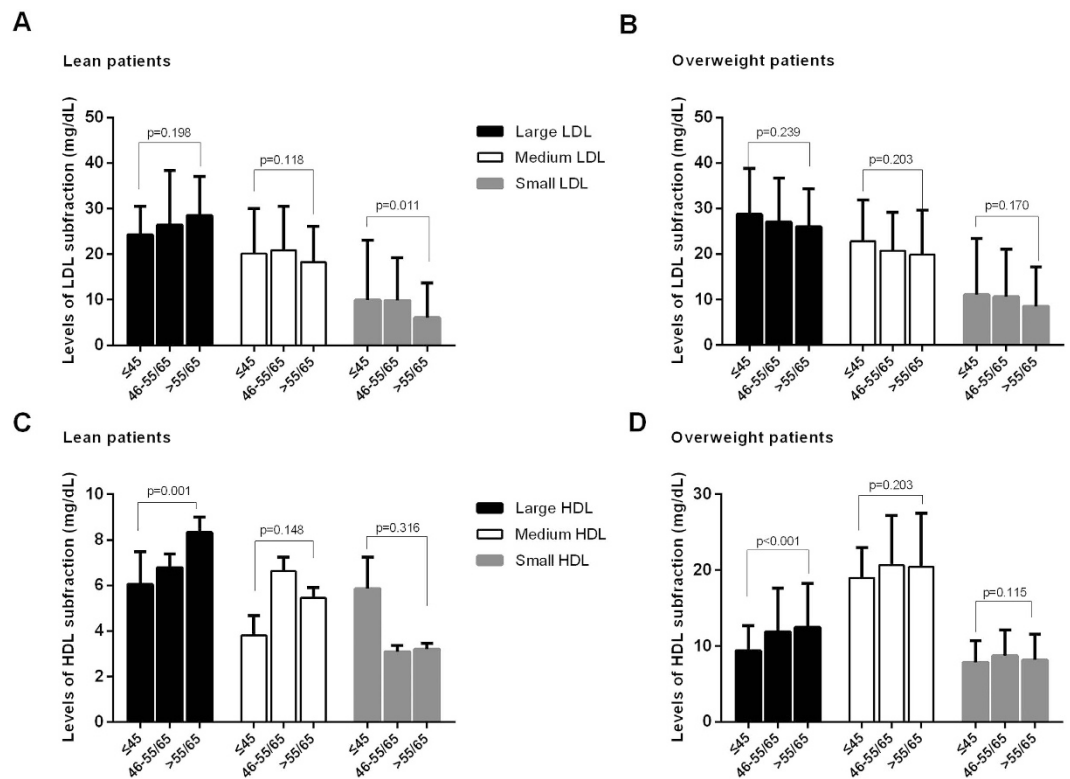 A
Lean patients
Levels of LDL subfraction (mg/dL)
50
40
30
20
10
0
p=0.198
p=0.118
p=0.011
≤45
46-55/65
>55/65
≤45
46-55/65
>55/65
≤45
46-55/65
>55/65
Large LDL
Medium LDL
Small LDL
B
Overweight patients
Levels of LDL subfraction (mg/dL)
50
40
30
20
10
0
p=0.239
p=0.203
p=0.170
≤45
46-55/65
>55/65
≤45
46-55/65
>55/65
≤45
46-55/65
>55/65
C
Lean patients
Levels of HDL subfraction (mg/dL)
10
8
6
4
2
0
p=0.001
p=0.148
p=0.316
≤45
46-55/65
>55/65
≤45
46-55/65
>55/65
≤45
46-55/65
>55/65
Large HDL
Medium HDL
Small HDL
D
Overweight patients
Levels of HDL subfraction (mg/dL)
30
20
10
0
p<0.001
p=0.203
p=0.115
≤45
46-55/65
>55/65
≤45
46-55/65
>55/65
≤45
46-55/65
>55/65